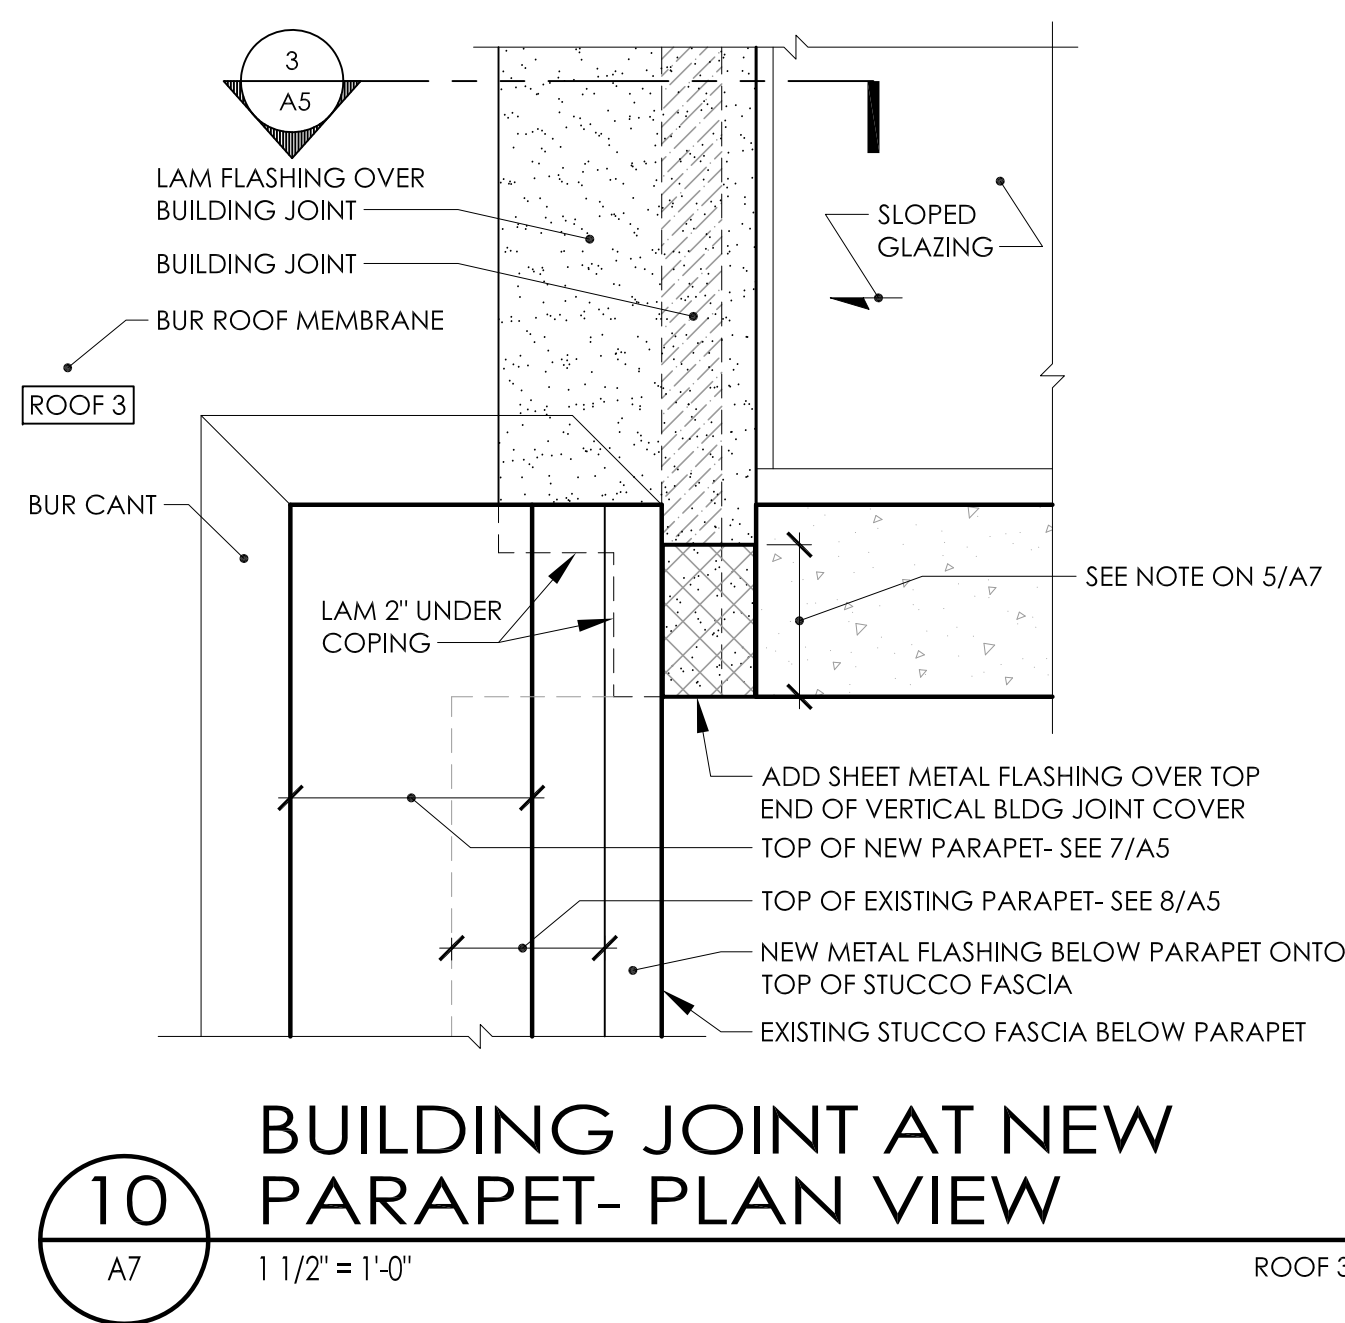 3
A5
LAM FLASHING OVER
BUILDING JOINT
BUILDING JOINT
BUR ROOF MEMBRANE
ROOF 3
BUR CANT
SLOPED
GLAZING
SEE NOTE ON 5/A7
LAM 2" UNDER
COPING
ADD SHEET METAL FLASHING OVER TOP
END OF VERTICAL BLDG JOINT COVER
TOP OF NEW PARAPET- SEE 7/A5
TOP OF EXISTING PARAPET- SEE 8/A5
NEW METAL FLASHING BELOW PARAPET ONTO
TOP OF STUCCO FASCIA
EXISTING STUCCO FASCIA BELOW PARAPET
BUILDING JOINT AT NEW
PARAPET- PLAN VIEW
10
A7
1 1/2" = 1'-0"
ROOF 3